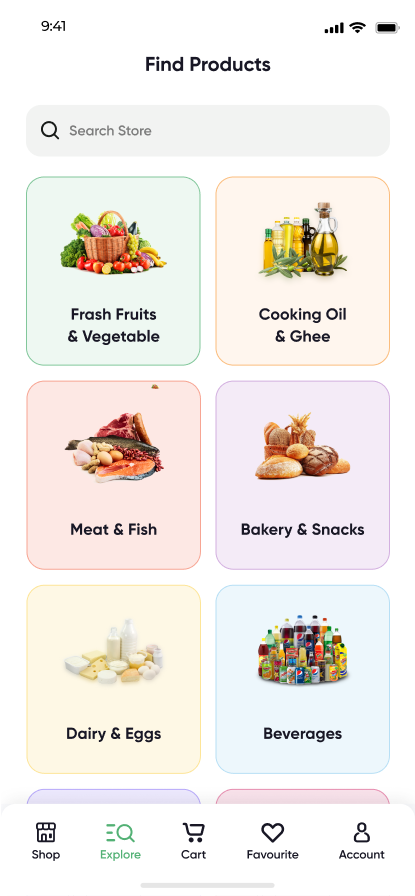 9:41
Find Products
Search Store
Frash Fruits
& Vegetable
Cooking Oil
& Ghee
Meat & Fish
Bakery & Snacks
Dairy & Eggs
Beverages
Shop
Explore
Cart
Favourite
Account